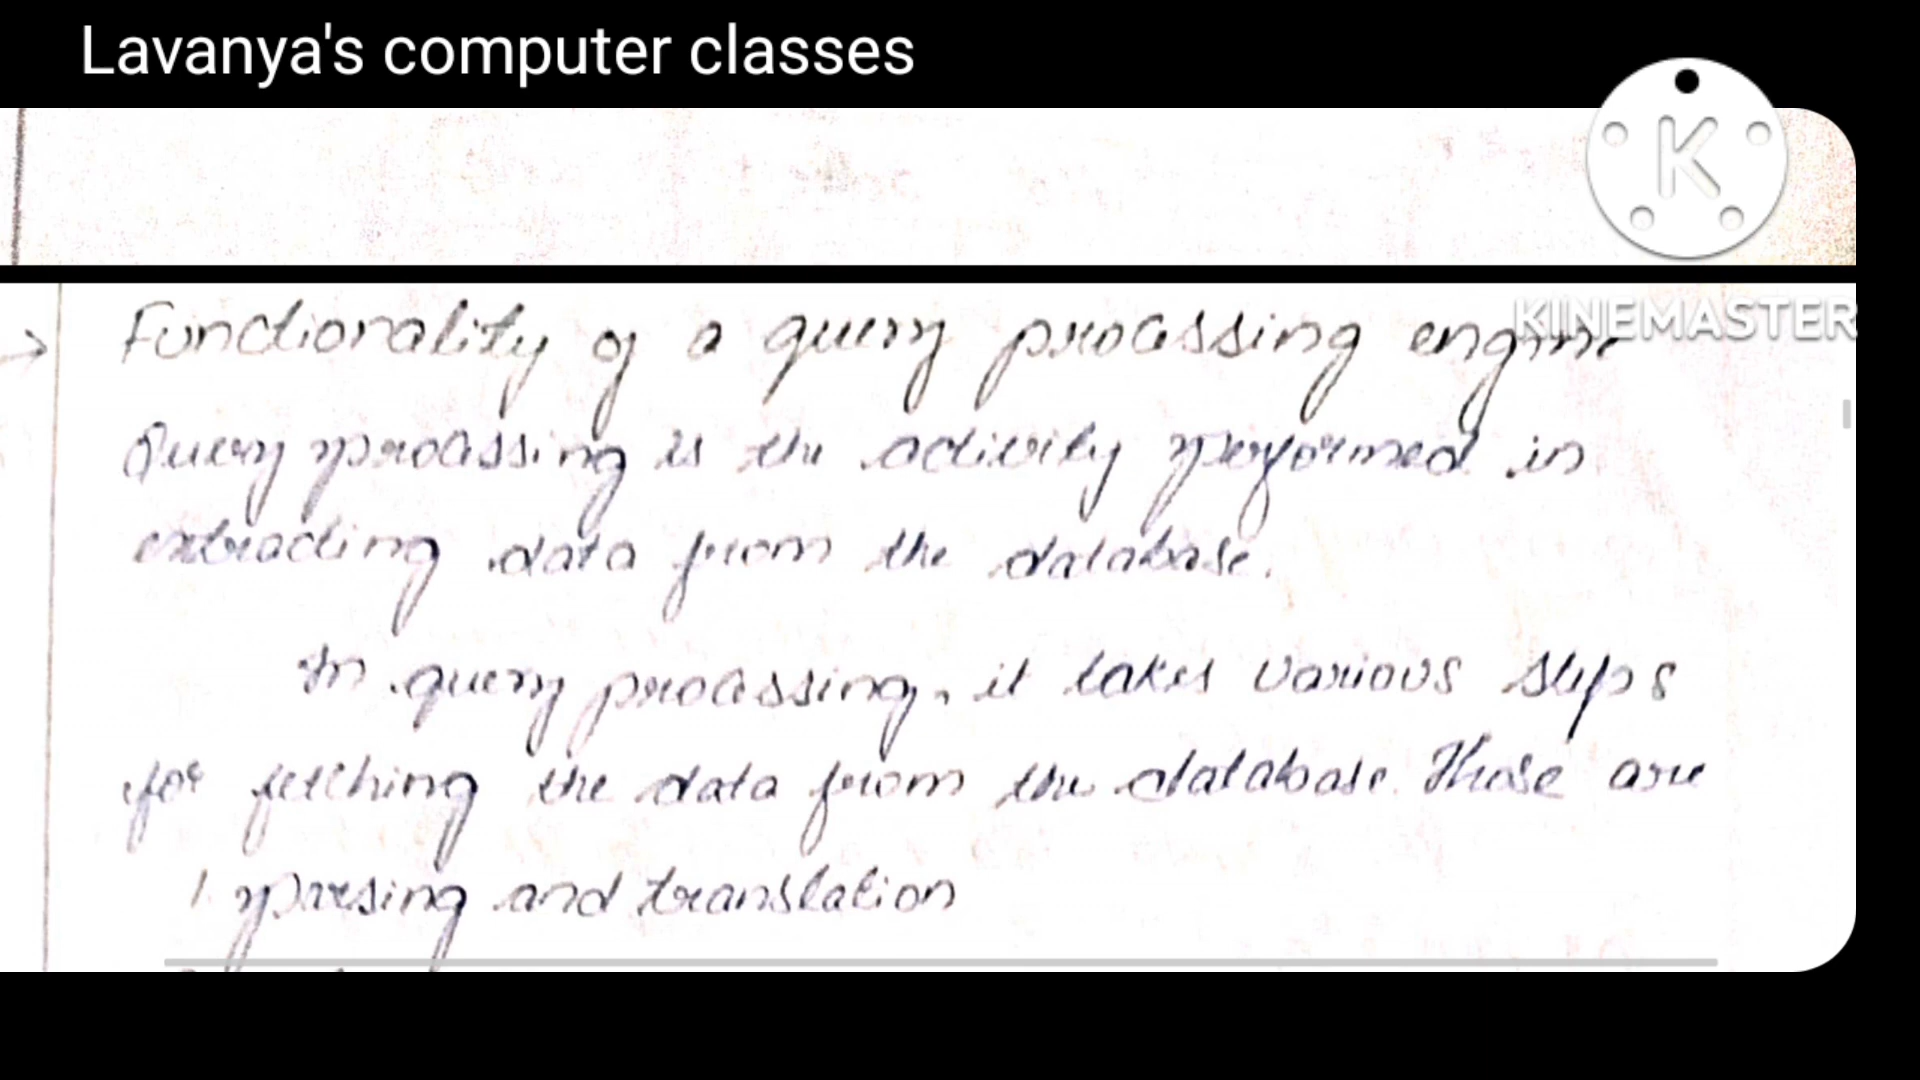 Lavanya's computer classes
K
KINEMASTER
→ Functionality of a query processing engine
Query processing is the activity performed in
extracting data from the database.
In query processing, it takes various steps
for fetching the data from the database. Those are
1. Parsing and translation